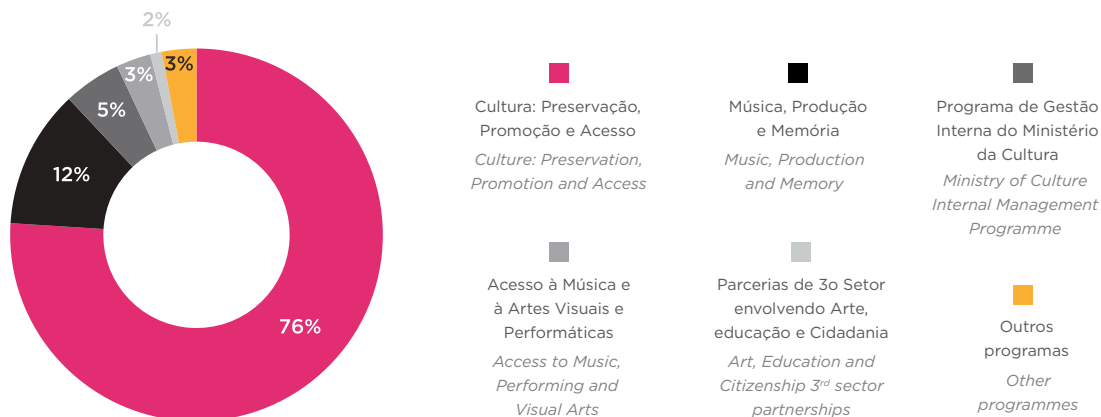 2%
3%
3%
5%
12%
76%
Cultura: Preservação,
Promoção e Acesso
Culture: Preservation,
Promotion and Access
Música, Produção
e Memória
Music, Production
and Memory
Programa de Gestão
Interna do Ministério
da Cultura
Ministry of Culture
Internal Management
Programme
Acesso à Música e
à Artes Visuais e
Performáticas
Access to Music,
Performing and
Visual Arts
Parcerias de 3o Setor
envolvendo Arte,
educação e Cidadania
Art, Education and
Citizenship 3rd sector
partnerships
Outros
programas
Other
programmes